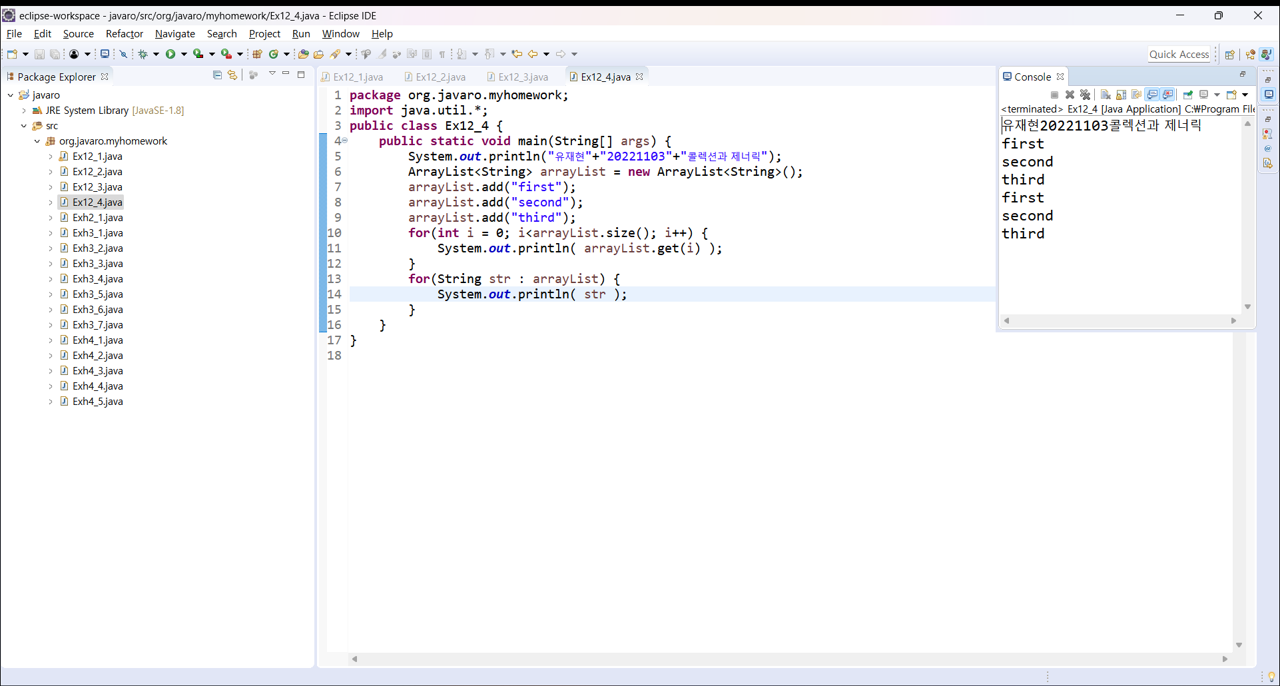 eclipse-workspace - javaro/src/org/javaro/myhomework/Ex12_4.java - Eclipse IDE
File Edit Source Refactor Navigate Search Project Run Window Help
Quick Access
Package Explorer
javaro
JRE System Library [JavaSE-1.8]
src
org.javaro.myhomework
Ex12_1.java
Ex12_2.java
Ex12_3.java
Ex12_4.java
Exh2_1.java
Exh3_1.java
Exh3_2.java
Exh3_3.java
Exh3_4.java
Exh3_5.java
Exh3_6.java
Exh3_7.java
Exh4_1.java
Exh4_2.java
Exh4_3.java
Exh4_4.java
Exh4_5.java
Ex12_1.java Ex12_2.java Ex12_3.java Ex12_4.java
1 package org.javaro.myhomework;
2 import java.util.*;
3 public class Ex12_4 {
4 public static void main(String[] args) {
5 System.out.println("유재현"+"20221103"+"콜렉션과 제너릭");
6 ArrayList<String> arrayList = new ArrayList<String>();
7 arrayList.add("first");
8 arrayList.add("second");
9 arrayList.add("third");
10 for(int i = 0; i<arrayList.size(); i++) {
11 System.out.println( arrayList.get(i) );
12 }
13 for(String str : arrayList) {
14 System.out.println( str );
15 }
16 }
17 }
18
Console
<terminated> Ex12_4 [Java Application] C:₩Program File
유재현20221103콜렉션과 제너릭
first
second
third
first
second
third